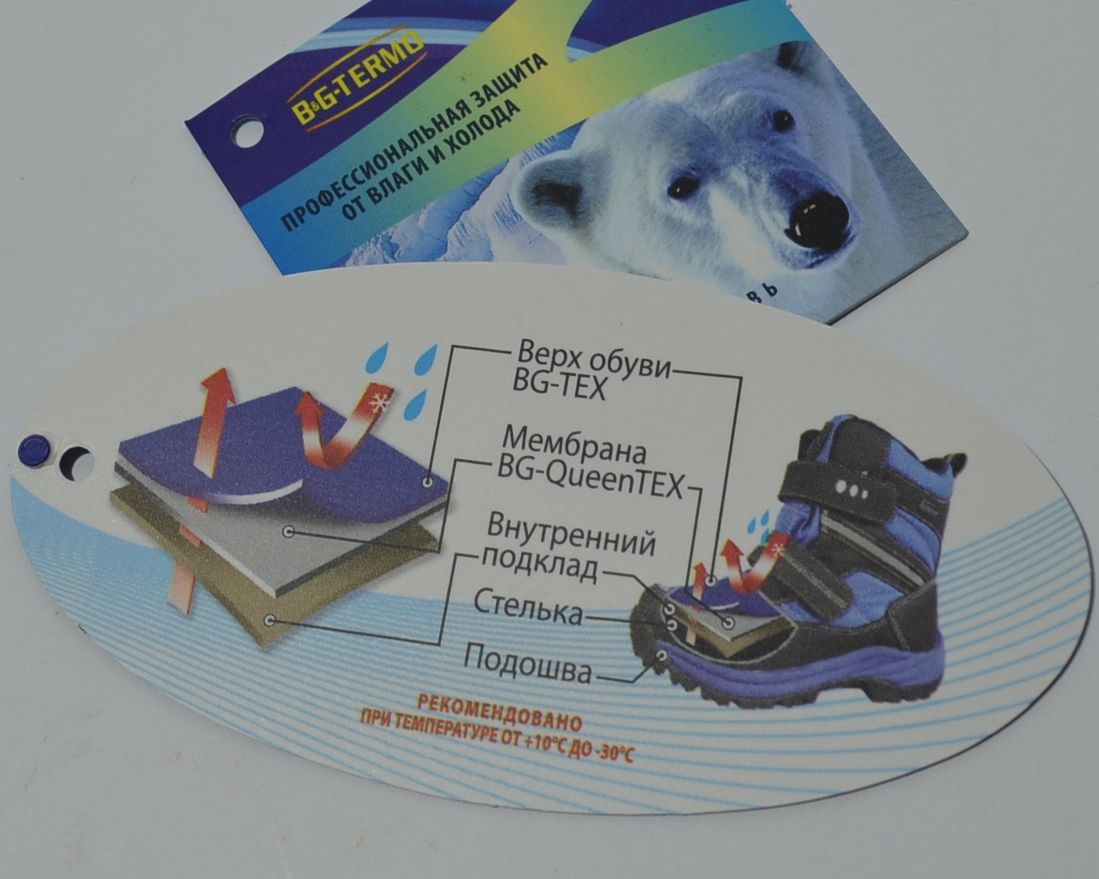 B&G-TERMO
ПРОФЕССИОНАЛЬНАЯ ЗАЩИТА
ОТ ВЛАГИ И ХОЛОДА
Верх обуви
BG-TEX
Мембрана
BG-QueenTEX
Внутренний
подклад
Стелька
Подошва
РЕКОМЕНДОВАНО
ПРИ ТЕМПЕРАТУРЕ ОТ +10°C ДО -30°C